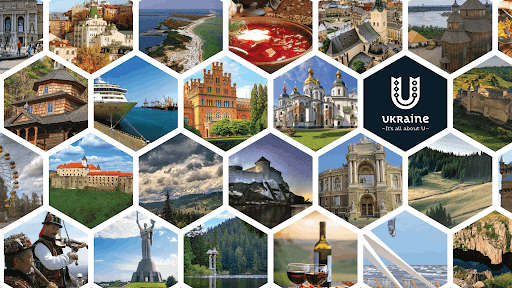 UKRAINE
- It's all about U -